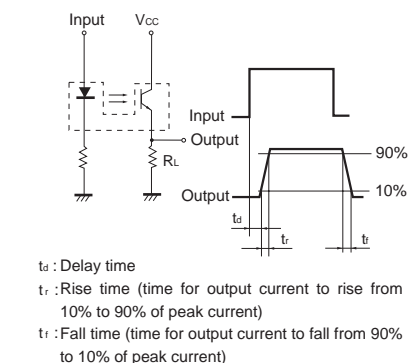 Input
Vcc
Input
Output
RL
90%
Output
10%
td
tr
tf
td : Delay time
tr : Rise time (time for output current to rise from
10% to 90% of peak current)
tf : Fall time (time for output current to fall from 90%
to 10% of peak current)